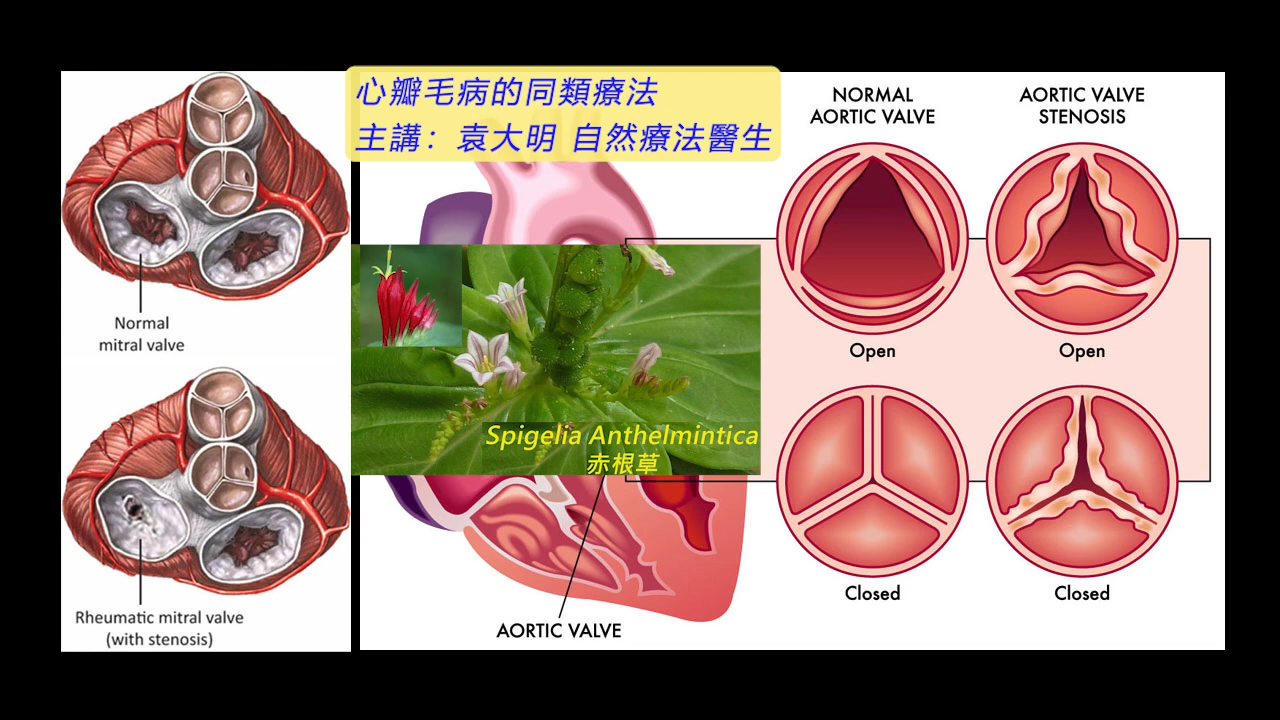 心瓣毛病的同類療法
主講：袁大明 自然療法醫生
Normal
mitral valve
Rheumatic mitral valve
(with stenosis)
Spigelia Anthelmintica
赤根草
AORTIC VALVE
NORMAL
AORTIC VALVE
AORTIC VALVE
STENOSIS
Open
Open
Closed
Closed